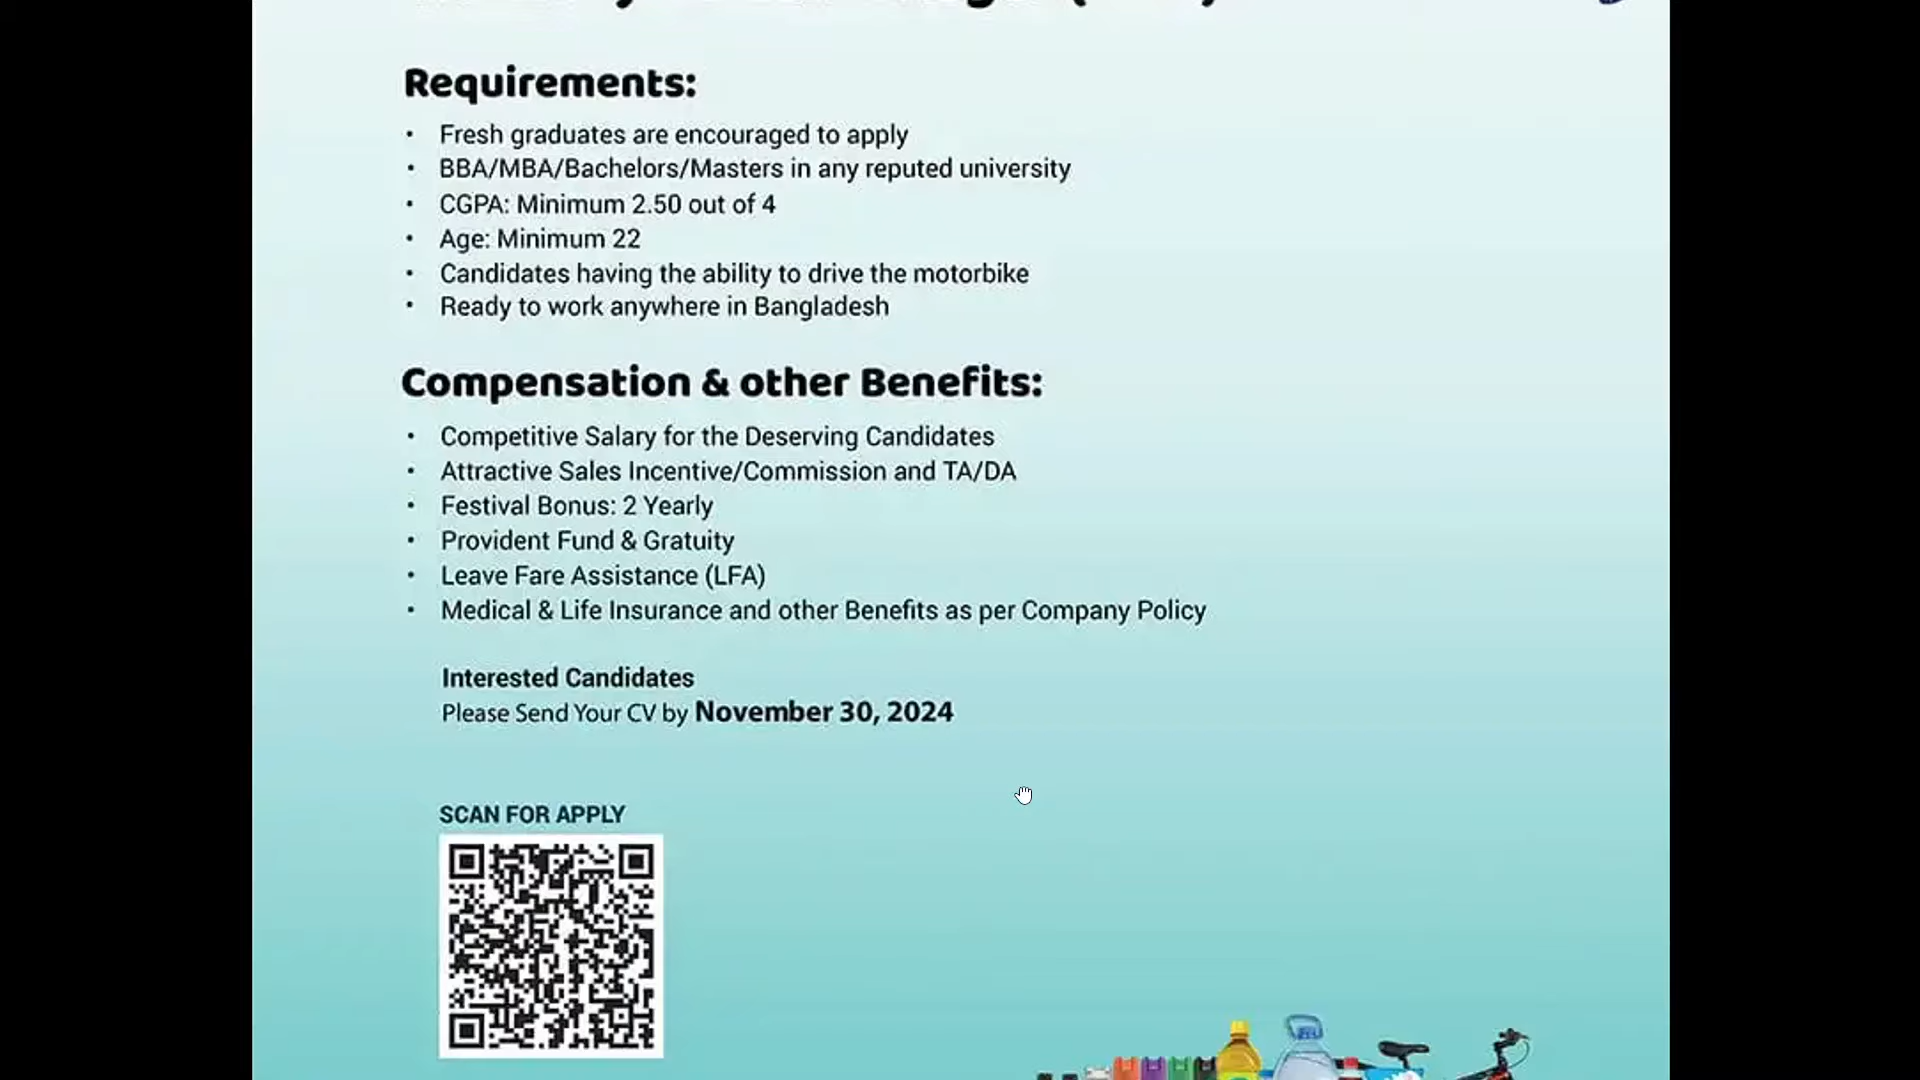 Requirements:
• Fresh graduates are encouraged to apply
• BBA/MBA/Bachelors/Masters in any reputed university
• CGPA: Minimum 2.50 out of 4
• Age: Minimum 22
• Candidates having the ability to drive the motorbike
• Ready to work anywhere in Bangladesh
Compensation & other Benefits:
• Competitive Salary for the Deserving Candidates
• Attractive Sales Incentive/Commission and TA/DA
• Festival Bonus: 2 Yearly
• Provident Fund & Gratuity
• Leave Fare Assistance (LFA)
• Medical & Life Insurance and other Benefits as per Company Policy
Interested Candidates
Please Send Your CV by November 30, 2024
SCAN FOR APPLY